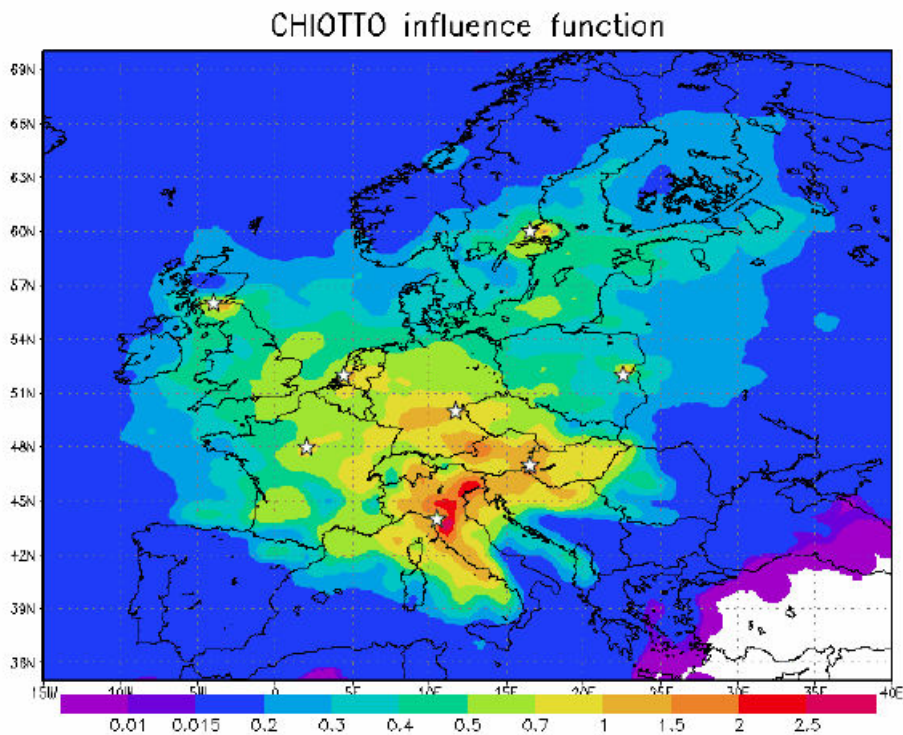 CHIOTTO influence function
69N
66N
63N
60N
57N
54N
51N
48N
45N
42N
39N
36N
15W 10W 5W 0 5E 10E 15E 20E 25E 30E 35E 40E
0.01 0.015 0.2 0.3 0.4 0.5 0.7 1 1.5 2 2.5